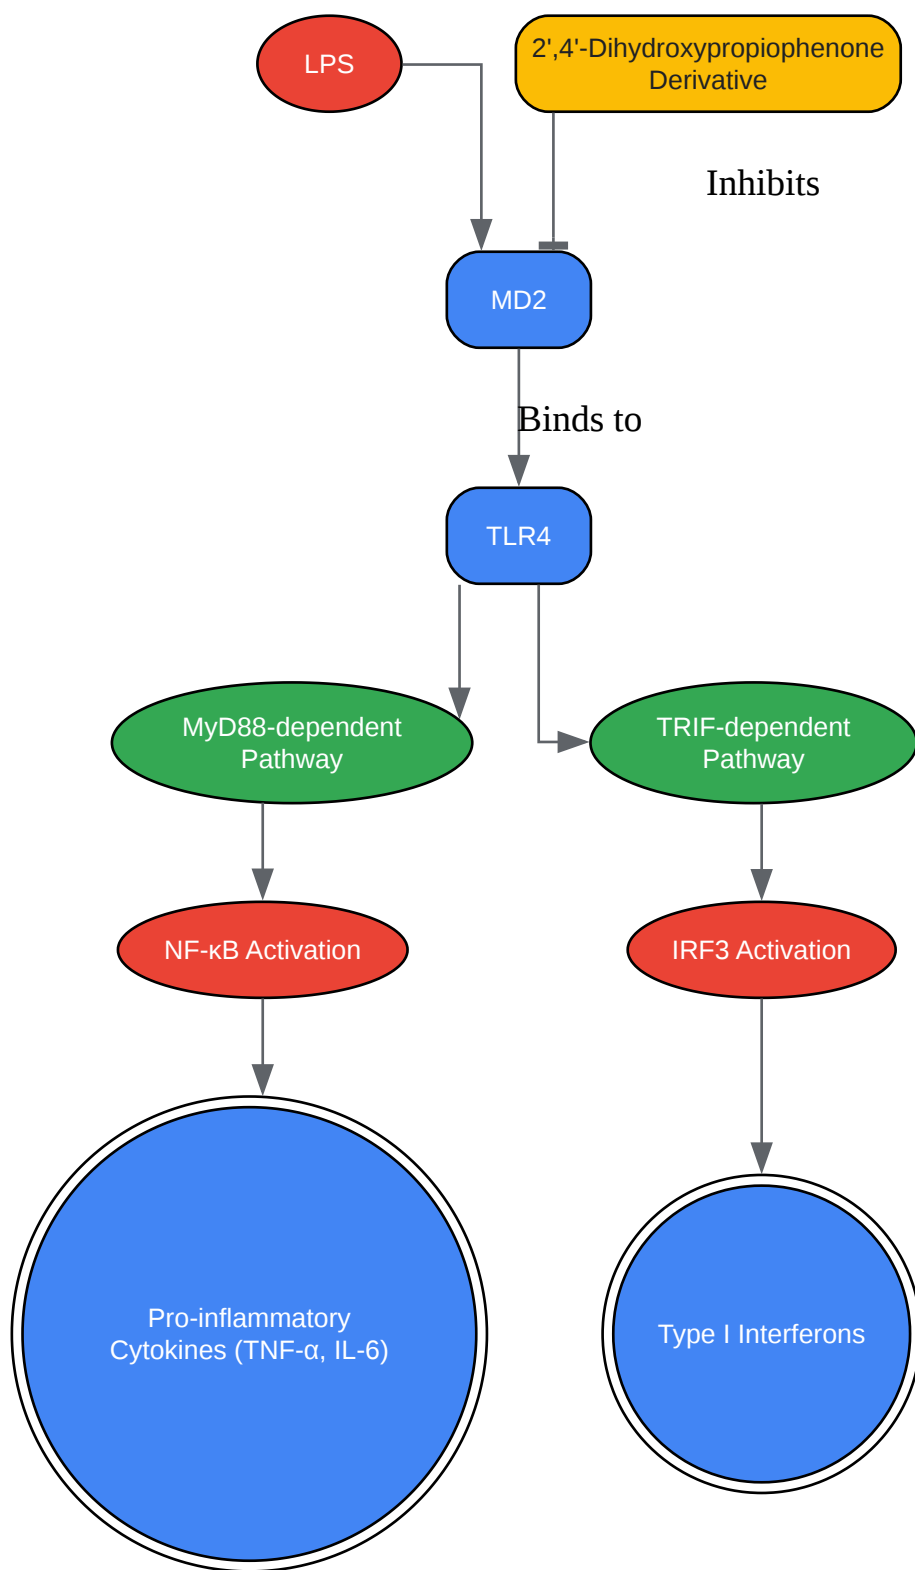 LPS
2',4'-Dihydroxypropiophenone
Derivative
Inhibits
MD2
Binds to
TLR4
MyD88-dependent
Pathway
TRIF-dependent
Pathway
NF-κB Activation
IRF3 Activation
Pro-inflammatory
Cytokines (TNF-α, IL-6)
Type I Interferons